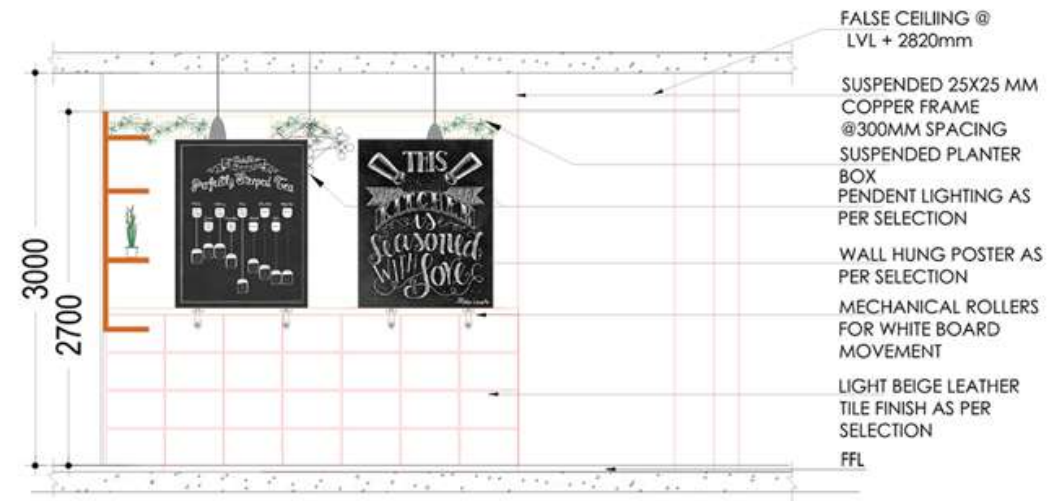 FALSE CEILIING @
LVL + 2820mm
SUSPENDED 25X25 MM
COPPER FRAME
@300MM SPACING
SUSPENDED PLANTER
BOX
PENDENT LIGHTING AS
PER SELECTION
WALL HUNG POSTER AS
PER SELECTION
MECHANICAL ROLLERS
FOR WHITE BOARD
MOVEMENT
LIGHT BEIGE LEATHER
TILE FINISH AS PER
SELECTION
FFL
3000
2700
Perfectly Steeped Tea
THIS
KITCHEN
is
Seasoned
WITH Love